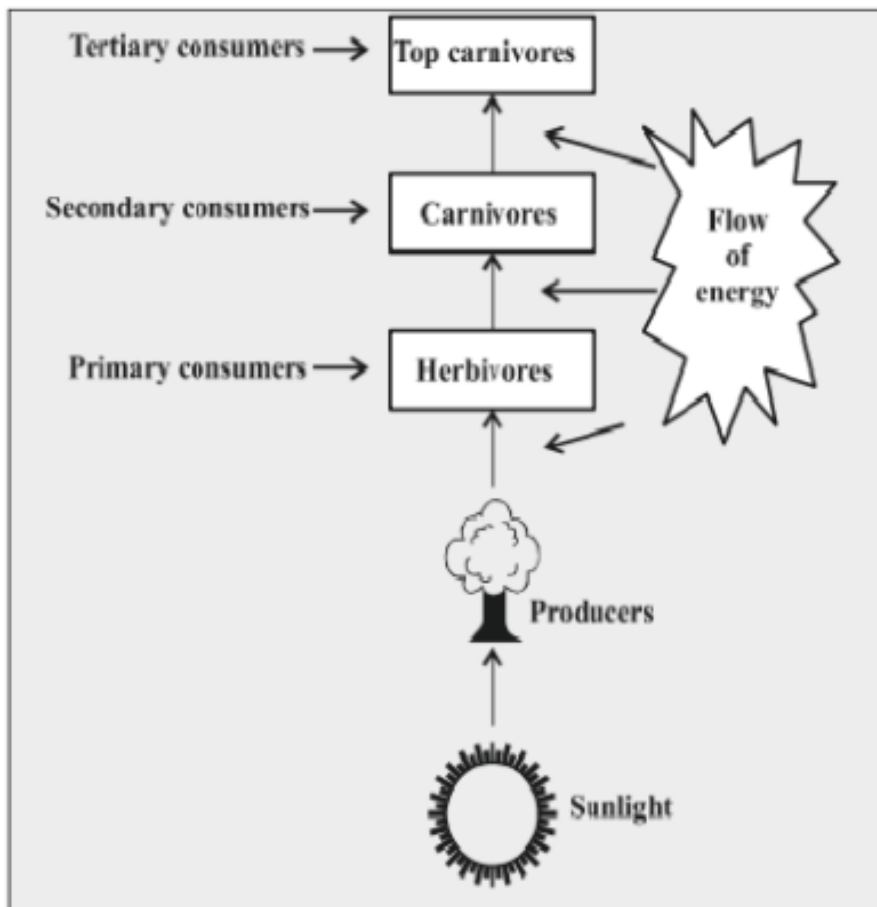 Tertiary consumers
Top carnivores
Secondary consumers
Carnivores
Flow
of
energy
Primary consumers
Herbivores
Producers
Sunlight